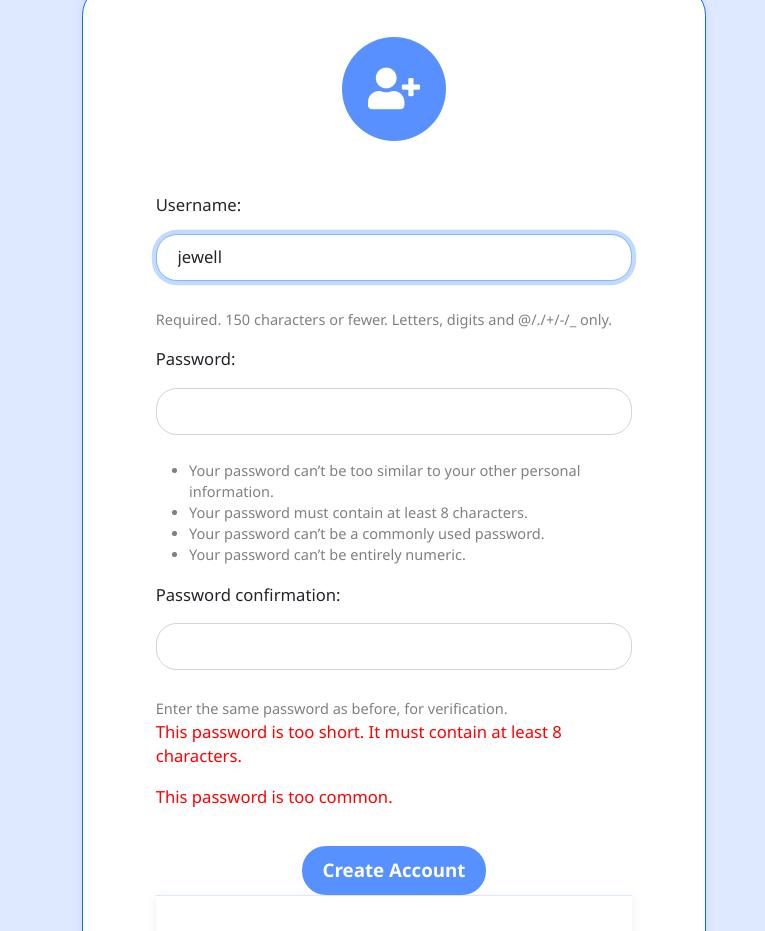 Username:
jewell
Required. 150 characters or fewer. Letters, digits and @/./+/-/_ only.
Password:
Your password can’t be too similar to your other personal
information.
Your password must contain at least 8 characters.
Your password can’t be a commonly used password.
Your password can’t be entirely numeric.
Password confirmation:
Enter the same password as before, for verification.
This password is too short. It must contain at least 8
characters.
This password is too common.
Create Account